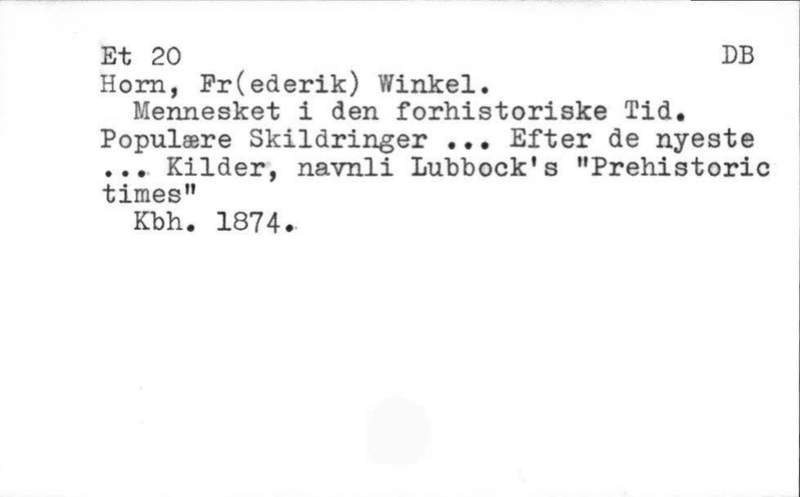 Et 20 DB
Horn, Fr(ederik) Winkel.
Mennesket i den forhistoriske Tid.
Populære Skildringer ... Efter de nyeste
... Kilder, navnli Lubbock's "Prehistoric
times"
Kbh. 1874.